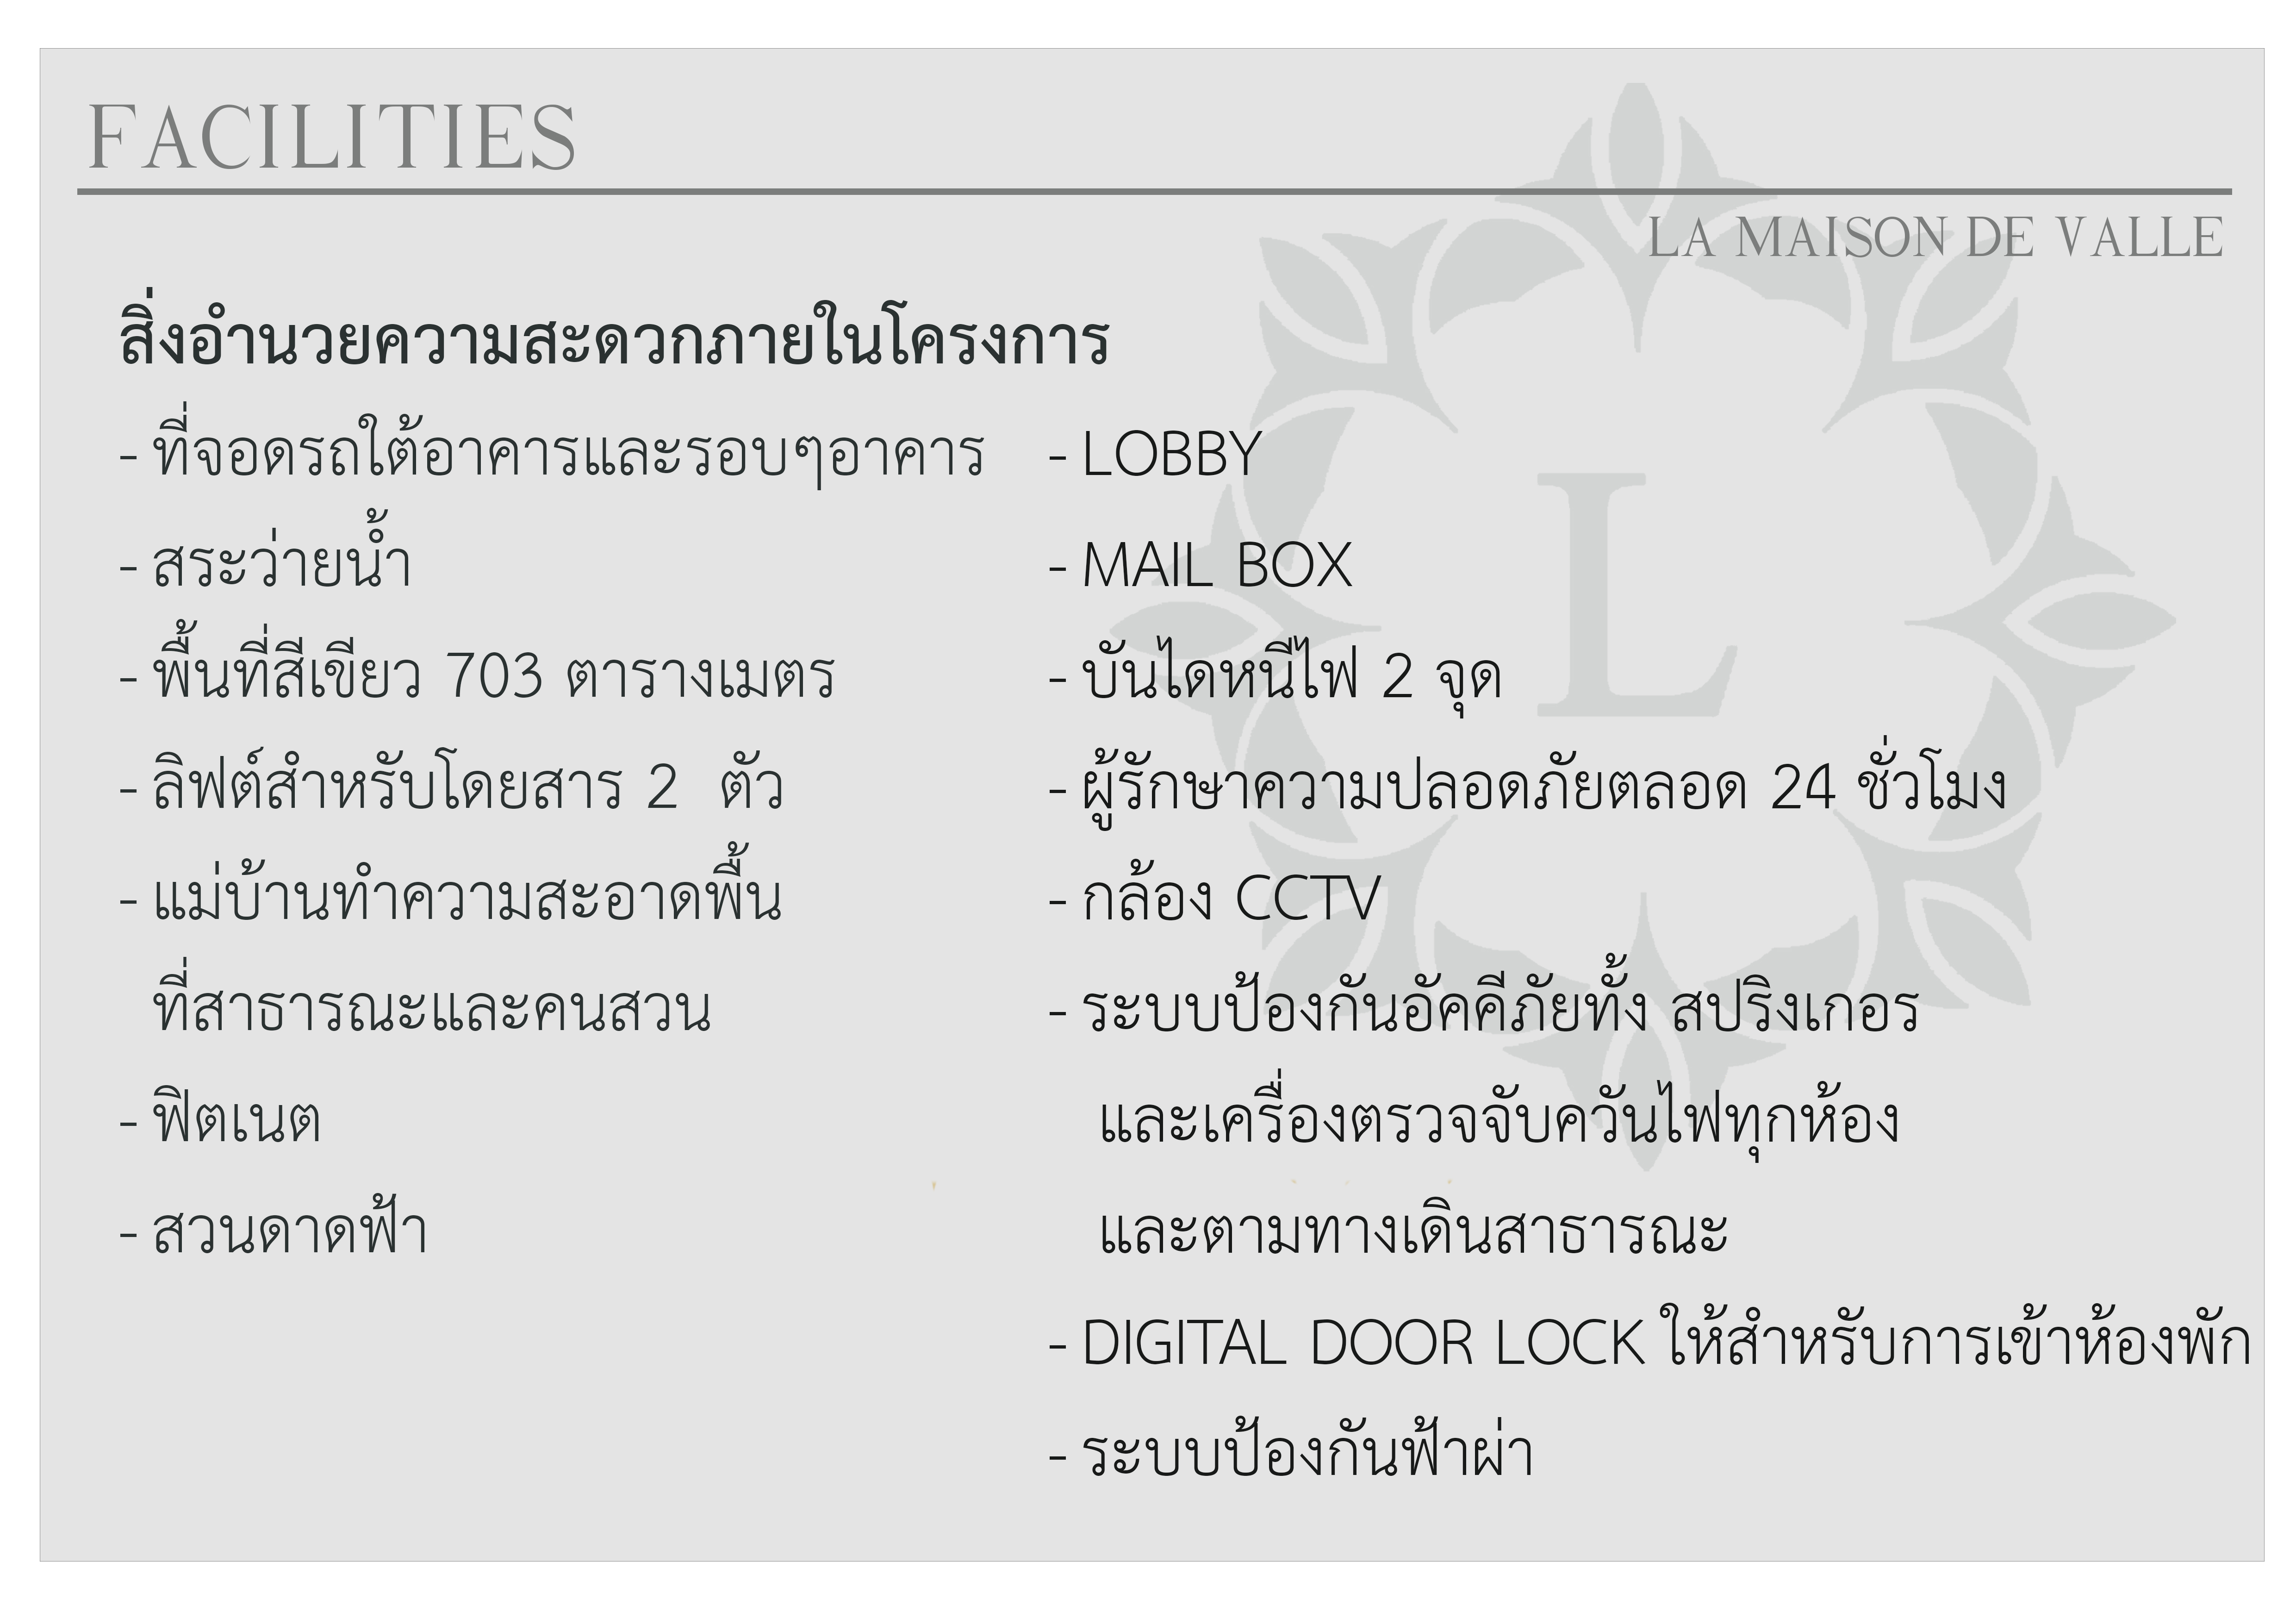 FACILITIES
LA MAISON DE VALLE
สิ่งอำนวยความสะดวกภายในโครงการ
- ที่จอดรถใต้อาคารและรอบๆอาคาร
- สระว่ายน้ำ
- พื้นที่สีเขียว 703 ตารางเมตร
- ลิฟต์สำหรับโดยสาร 2 ตัว
- แม่บ้านทำความสะอาดพื้น
ที่สาธารณะและคนสวน
- ฟิตเนต
- สวนดาดฟ้า
- LOBBY
- MAIL BOX
- บันไดหนีไฟ 2 จุด
- ผู้รักษาความปลอดภัยตลอด 24 ชั่วโมง
- กล้อง CCTV
- ระบบป้องกันอัคคีภัยทั้ง สปริงเกอร
และเครื่องตรวจจับควันไฟทุกห้อง
และตามทางเดินสาธารณะ
- DIGITAL DOOR LOCK ให้สำหรับการเข้าห้องพัก
- ระบบป้องกันฟ้าผ่า
L